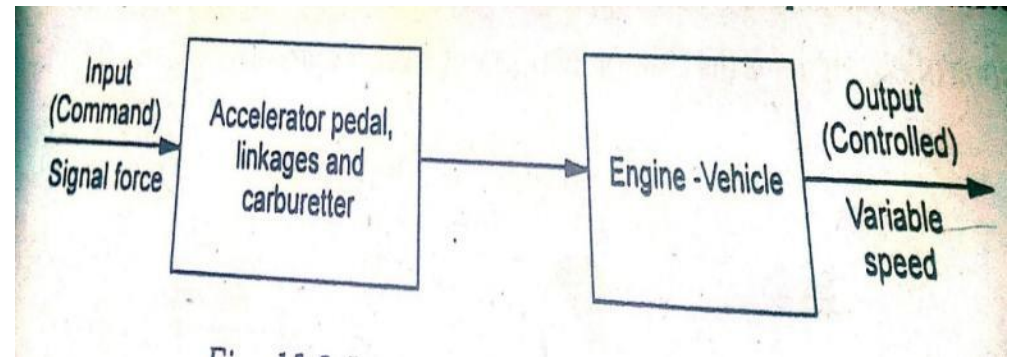 Input
(Command)
Signal force
Accelerator pedal,
linkages and
carburetter
Engine -Vehicle
Output
(Controlled)
Variable
speed